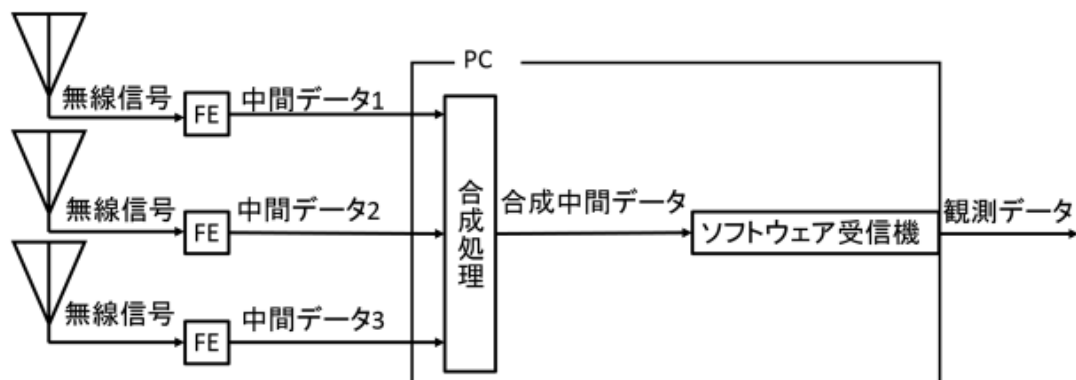 PC
無線信号
FE
中間データ1
無線信号
FE
中間データ2
合成処理
合成中間データ
ソフトウェア受信機
観測データ
無線信号
FE
中間データ3